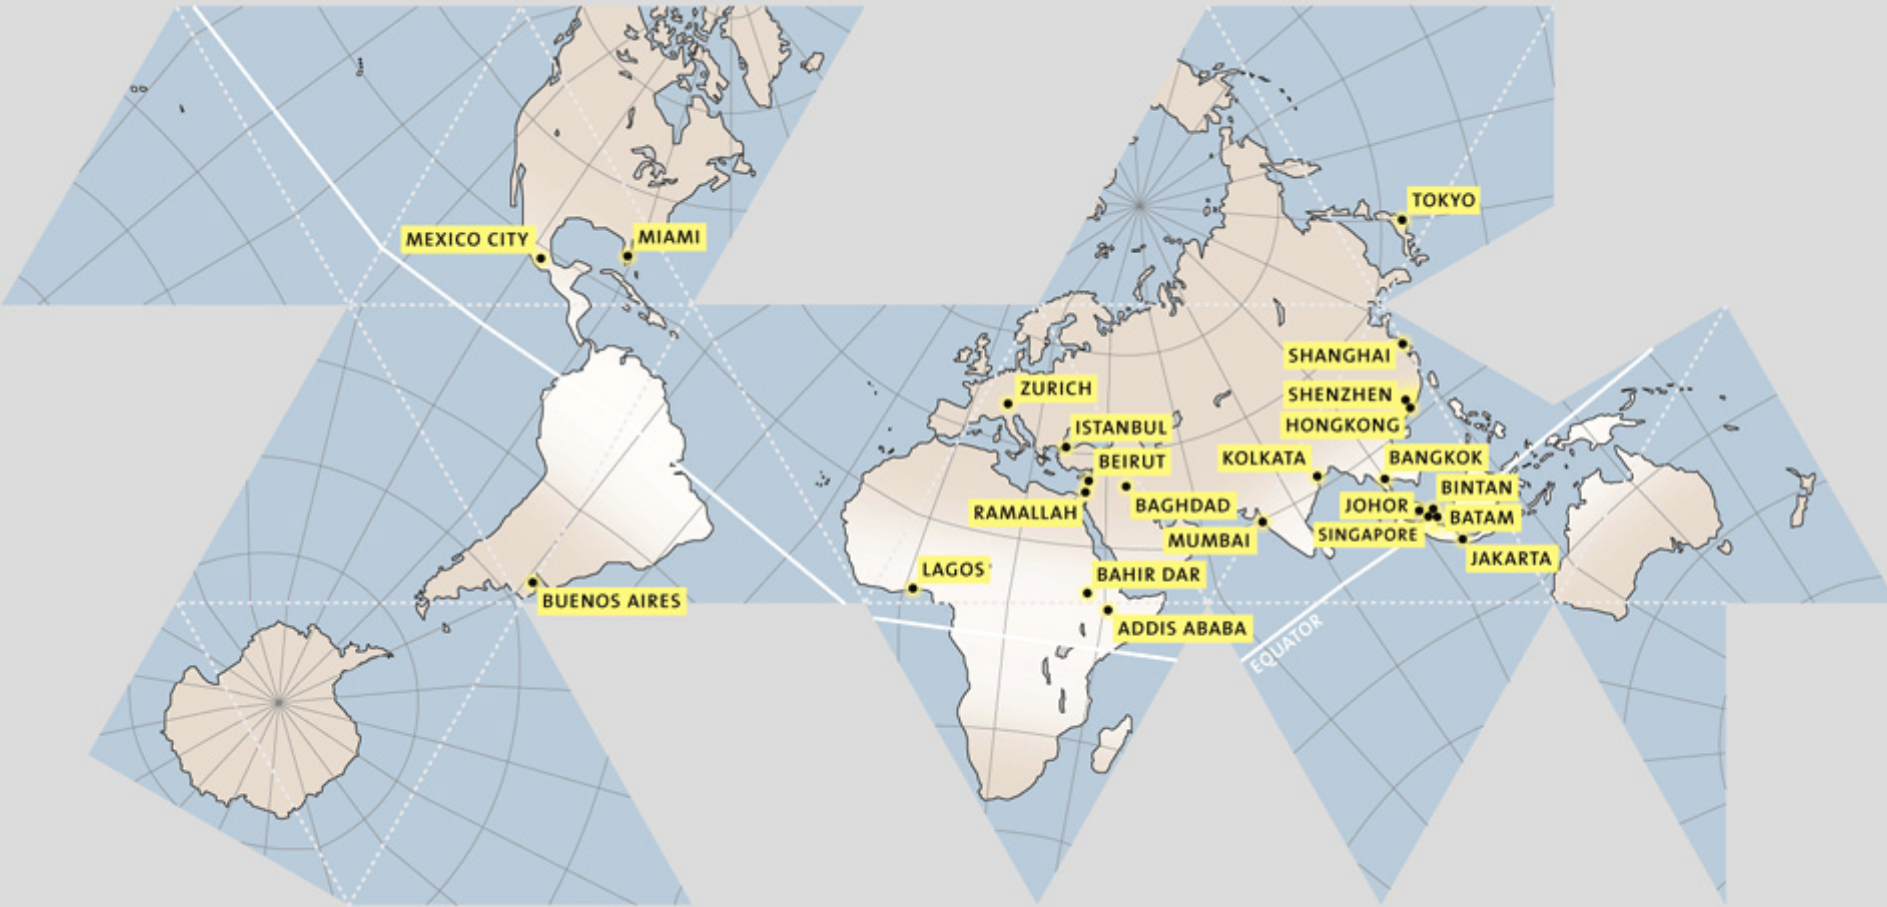 TOKYO
MEXICO CITY
MIAMI
SHANGHAI
ZURICH
SHENZHEN
ISTANBUL
HONGKONG
BEIRUT
KOLKATA
BANGKOK
BINTAN
RAMALLAH
BAGHDAD
JOHOR
BATAM
MUMBAI
SINGAPORE
JAKARTA
LAGOS
BAHIR DAR
BUENOS AIRES
ADDIS ABABA
EQUATOR